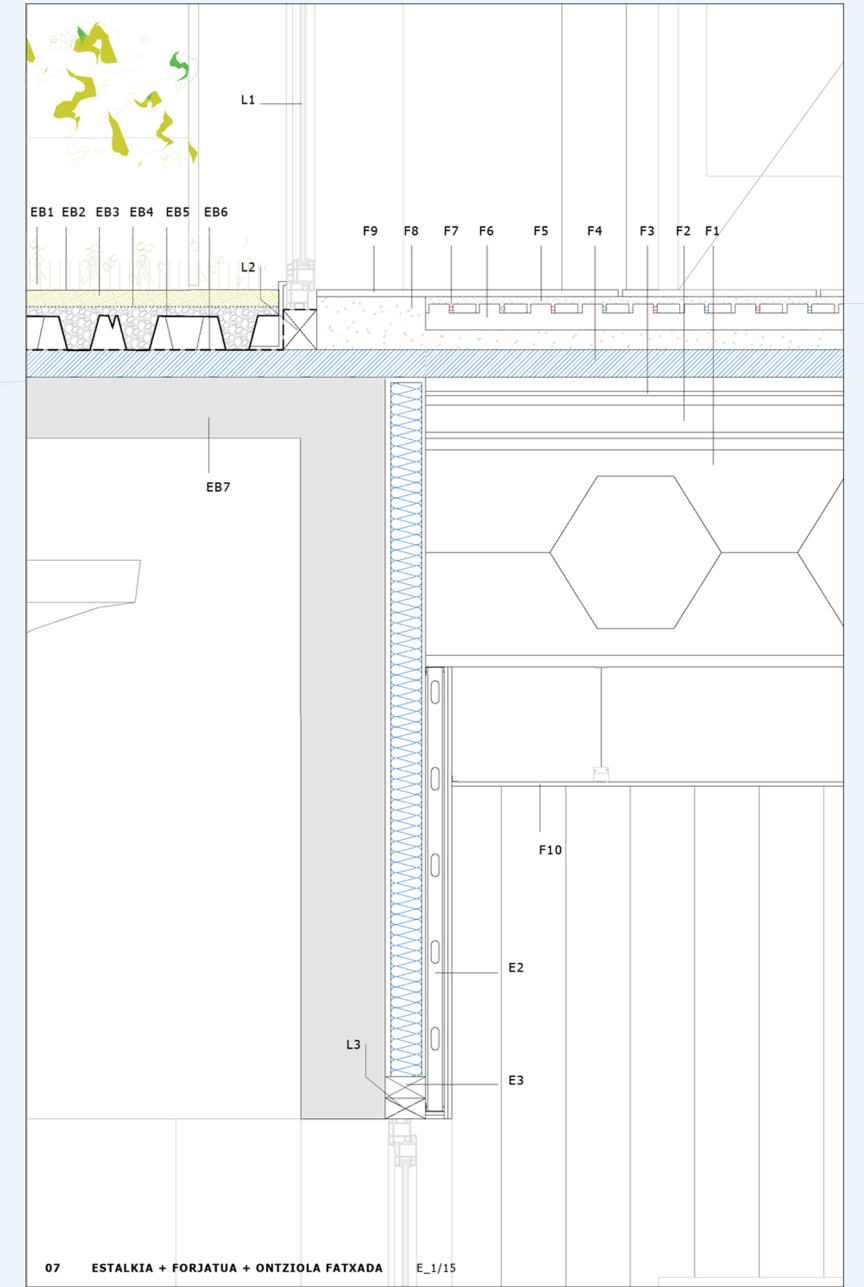 L1
EB1 EB2 EB3 EB4 EB5 EB6
F9 F8 F7 F6 F5 F4 F3 F2 F1
L2
EB7
F10
E2
L3
E3
07 ESTALKIA + FORJATUA + ONTZIOLA FATXADA E_1/15